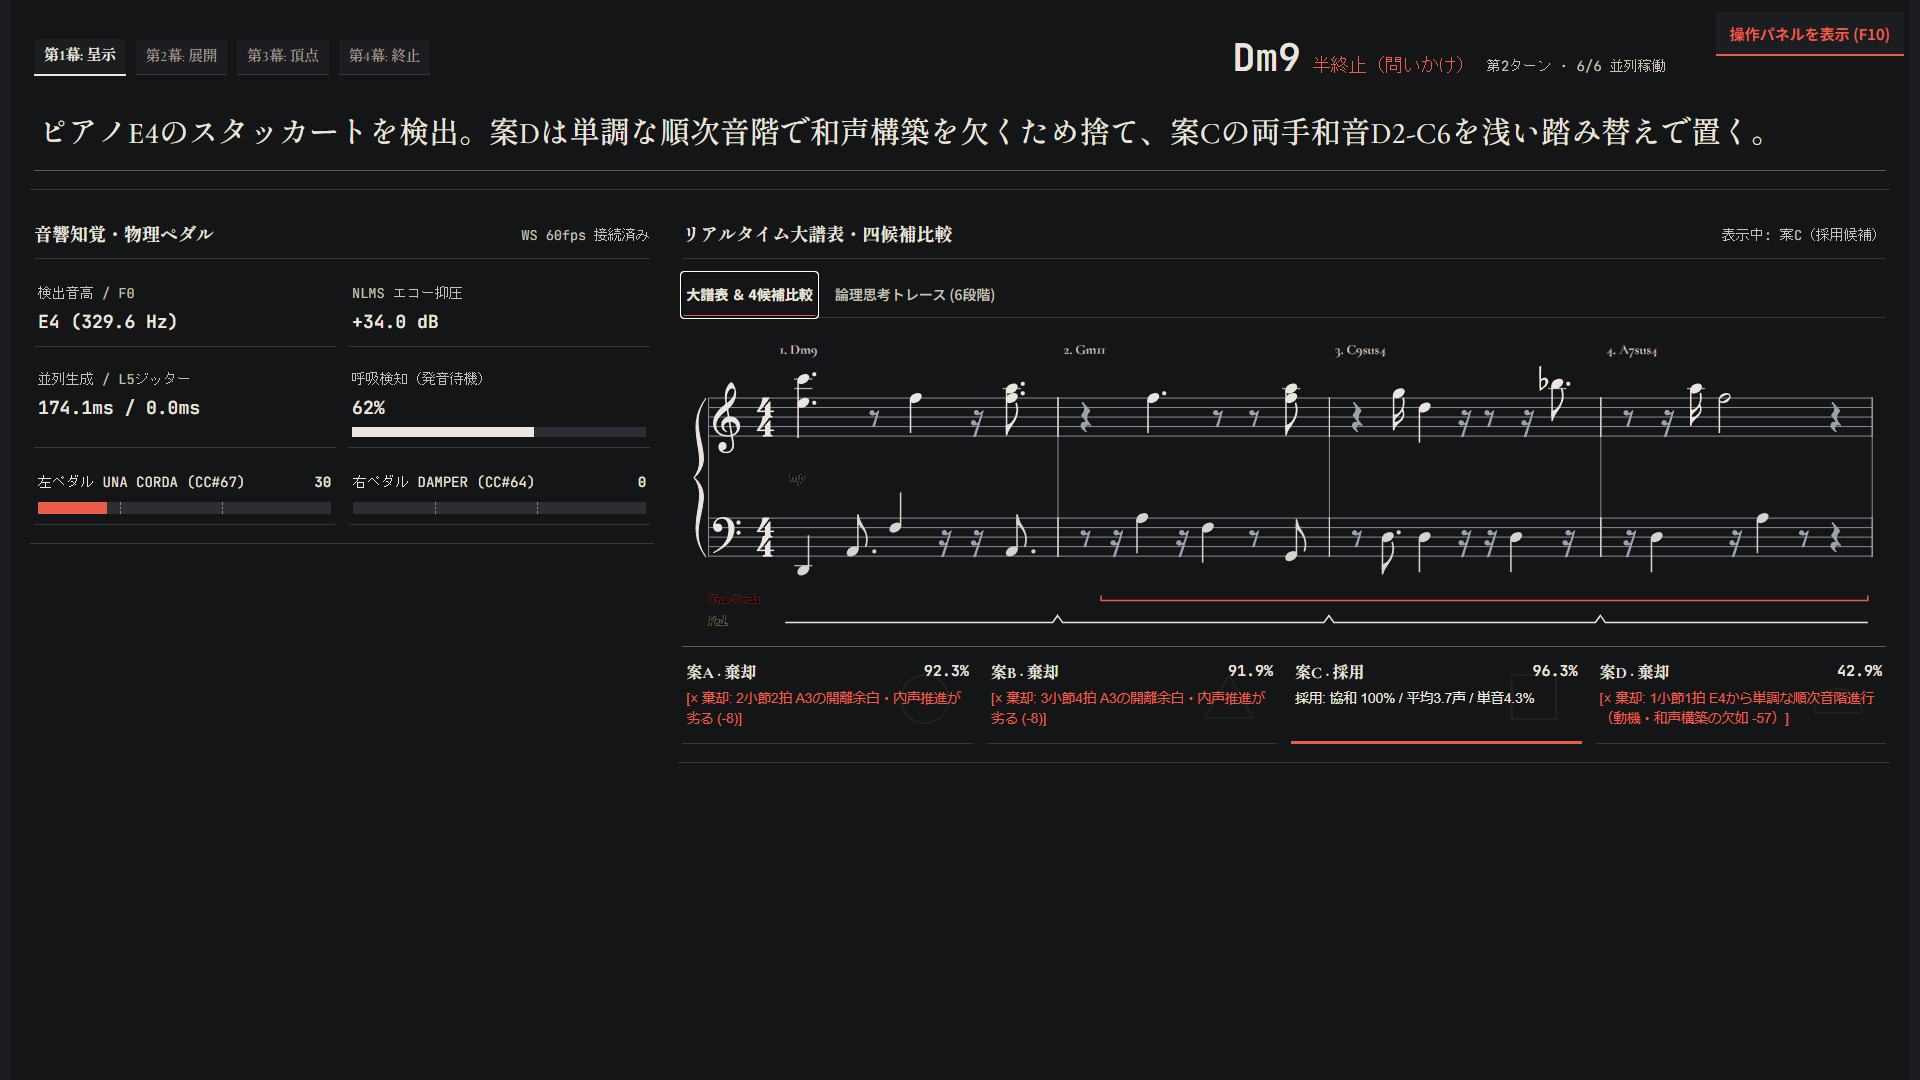 第1幕: 呈示
第2幕: 展開
第3幕: 頂点
第4幕: 終止
Dm9 半終止（問いかけ） 第2ターン ・ 6/6 並列稼働
操作パネルを表示 (F10)
ピアノE4のスタッカートを検出。案Dは単調な順次音階で和声構築を欠くため捨て、案Cの両手和音D2-C6を浅い踏み替えで置く。
音響知覚・物理ペダル
WS 60fps 接続済み
検出音高 / F0
E4 (329.6 Hz)
NLMS エコー抑圧
+34.0 dB
並列生成 / L5ジッター
174.1ms / 0.0ms
呼吸検知（発音待機）
62%
左ペダル UNA CORDA (CC#67) 30
右ペダル DAMPER (CC#64) 0
リアルタイム大譜表・四候補比較
表示中: 案C（採用候補）
大譜表 & 4候補比較
論理思考トレース (6段階)
1. Dm9
2. Gm11
3. C9sus4
4. A7sus4
mp
Una Corda
Ped.
案A · 棄却 92.3%
[× 棄却: 2小節2拍 A3の開離余白・内声推進が
劣る (-8)]
案B · 棄却 91.9%
[× 棄却: 3小節4拍 A3の開離余白・内声推進が
劣る (-8)]
案C · 採用 96.3%
採用: 協和 100% / 平均3.7声 / 単音4.3%
案D · 棄却 42.9%
[× 棄却: 1小節1拍 E4から単調な順次音階進行
（動機・和声構築の欠如 -57）]